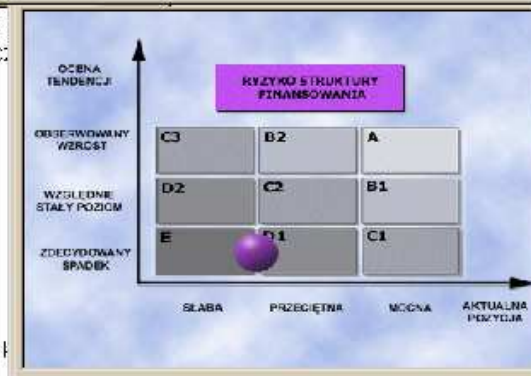 OCENA
TENDENCJI
RYZYKO STRUKTURY
FINANSOWANIA
OBSERWOWANY
WZROST
C3
B2
A
WZGLĘDNIE
STAŁY POZIOM
D2
C2
B1
ZDECYDOWANY
SPADEK
E
D1
C1
SŁABA
PRZECIĘTNA
MOCNA
AKTUALNA
POZYCJA